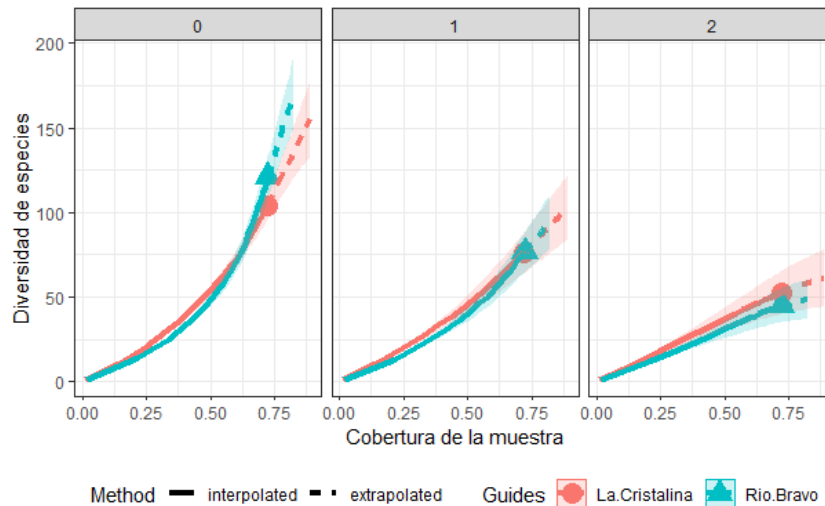 0 1 2
200
150
100
50
0
Diversidad de especies
0.00 0.25 0.50 0.75 0.00 0.25 0.50 0.75 0.00 0.25 0.50 0.75
Cobertura de la muestra
Method interpolated extrapolated Guides La.Cristalina Rio.Bravo